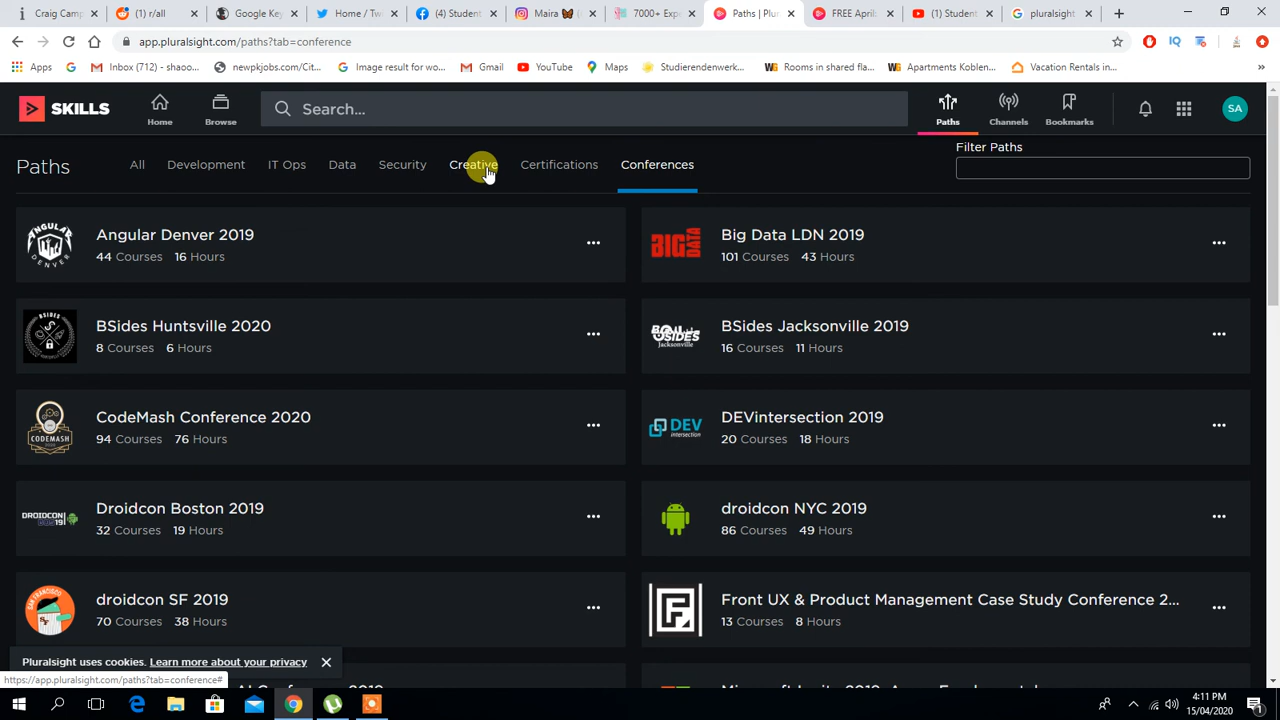 Craig Camp
(1) r/all
Google Key
Home / Tw
(4) Student
Maira
7000+ Exp
Paths | Plur
FREE April
(1) Student
pluralsight
app.pluralsight.com/paths?tab=conference
Apps
Inbox (712) - shaoo...
newpkjobs.com/Cit...
Image result for wo...
Gmail
YouTube
Maps
Studierendenwerk...
Rooms in shared fla...
Apartments Koblen...
Vacation Rentals in...
»
SKILLS
Home
Browse
Search...
Paths
Channels
Bookmarks
SA
Paths
All
Development
IT Ops
Data
Security
Creative
Certifications
Conferences
Filter Paths
Angular Denver 2019
44 Courses 16 Hours
BIG DATA
Big Data LDN 2019
101 Courses 43 Hours
BSides Huntsville 2020
8 Courses 6 Hours
BSides Jacksonville 2019
16 Courses 11 Hours
CODEMASH
CodeMash Conference 2020
94 Courses 76 Hours
DEV intersection
DEVintersection 2019
20 Courses 18 Hours
Droidcon Boston 2019
32 Courses 19 Hours
droidcon NYC 2019
86 Courses 49 Hours
droidcon SF 2019
70 Courses 38 Hours
F
Front UX & Product Management Case Study Conference 2...
13 Courses 8 Hours
Pluralsight uses cookies. Learn more about your privacy
https://app.pluralsight.com/paths?tab=conference#
4:11 PM
15/04/2020